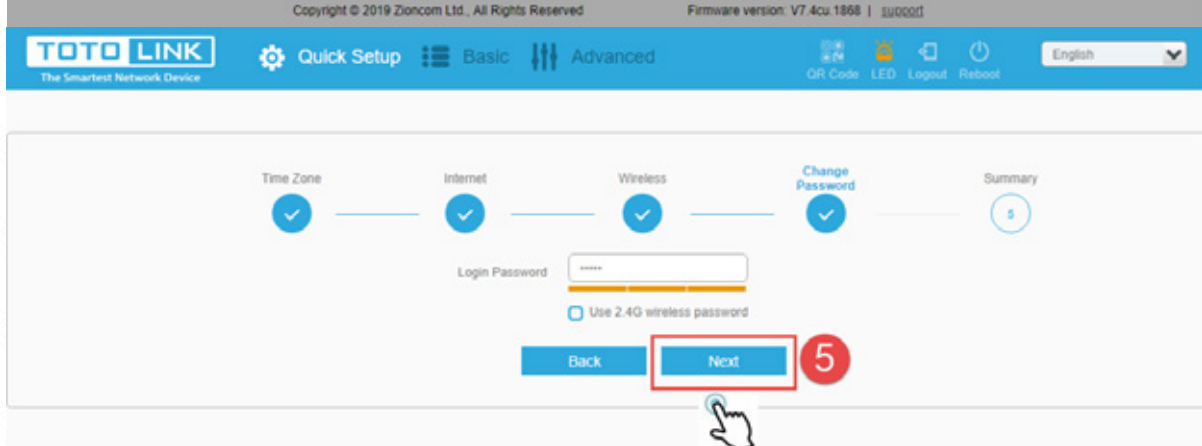 Copyright © 2019 Zioncom Ltd., All Rights Reserved Firmware version: V7.4cu.1868 | support
TOTO LINK
The Smartest Network Device
Quick Setup Basic Advanced
QR Code LED Logout Reboot
English
Time Zone Internet Wireless Change Password Summary
5
Login Password •••••
Use 2.4G wireless password
Back Next 5